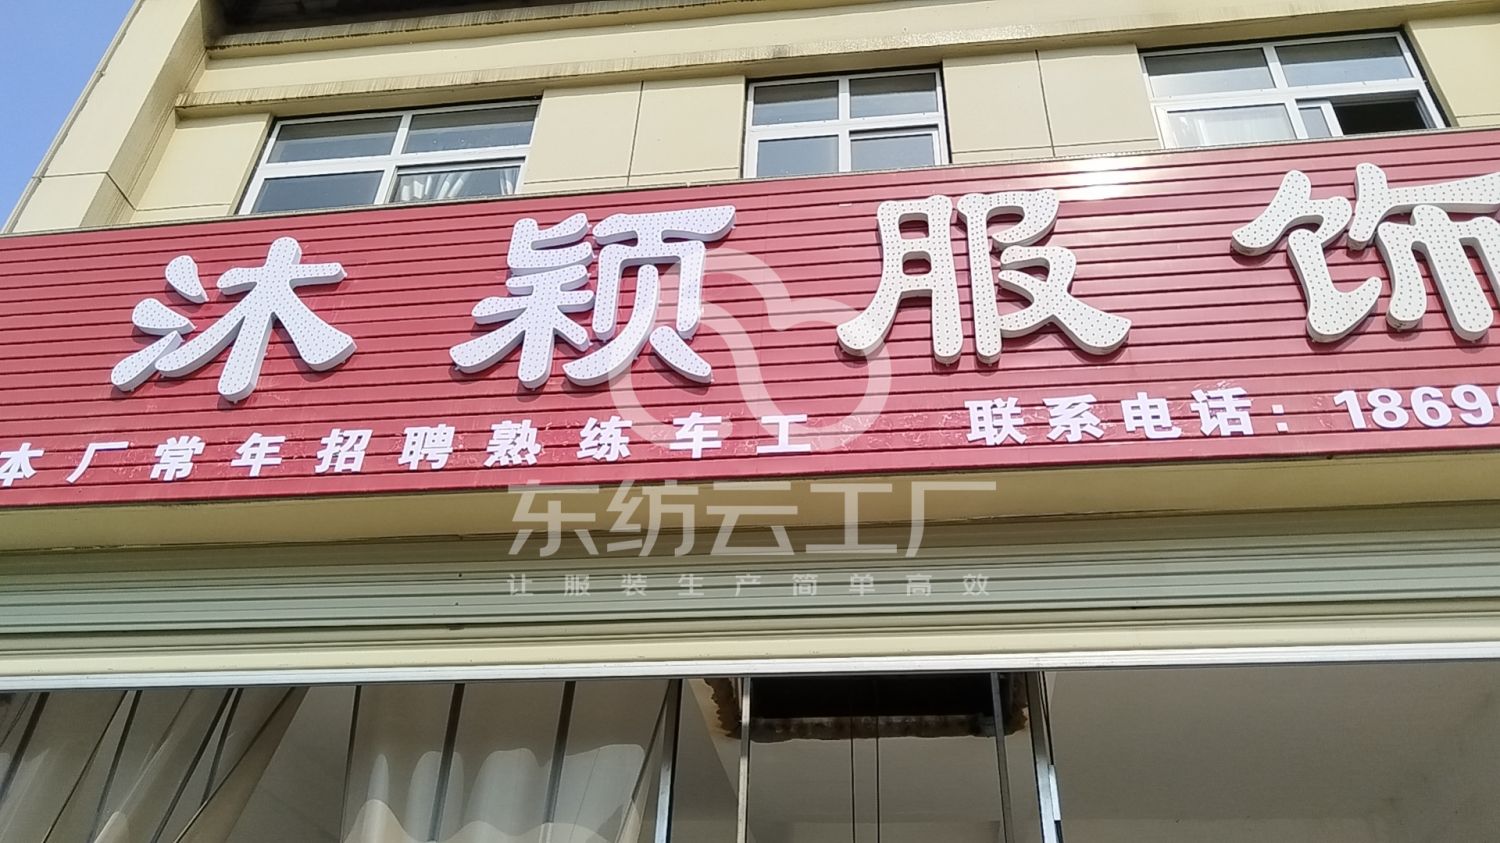 沐颖服饰
本厂常年招聘熟练车工 联系电话：1869
东纺云工厂
让服装生产简单高效